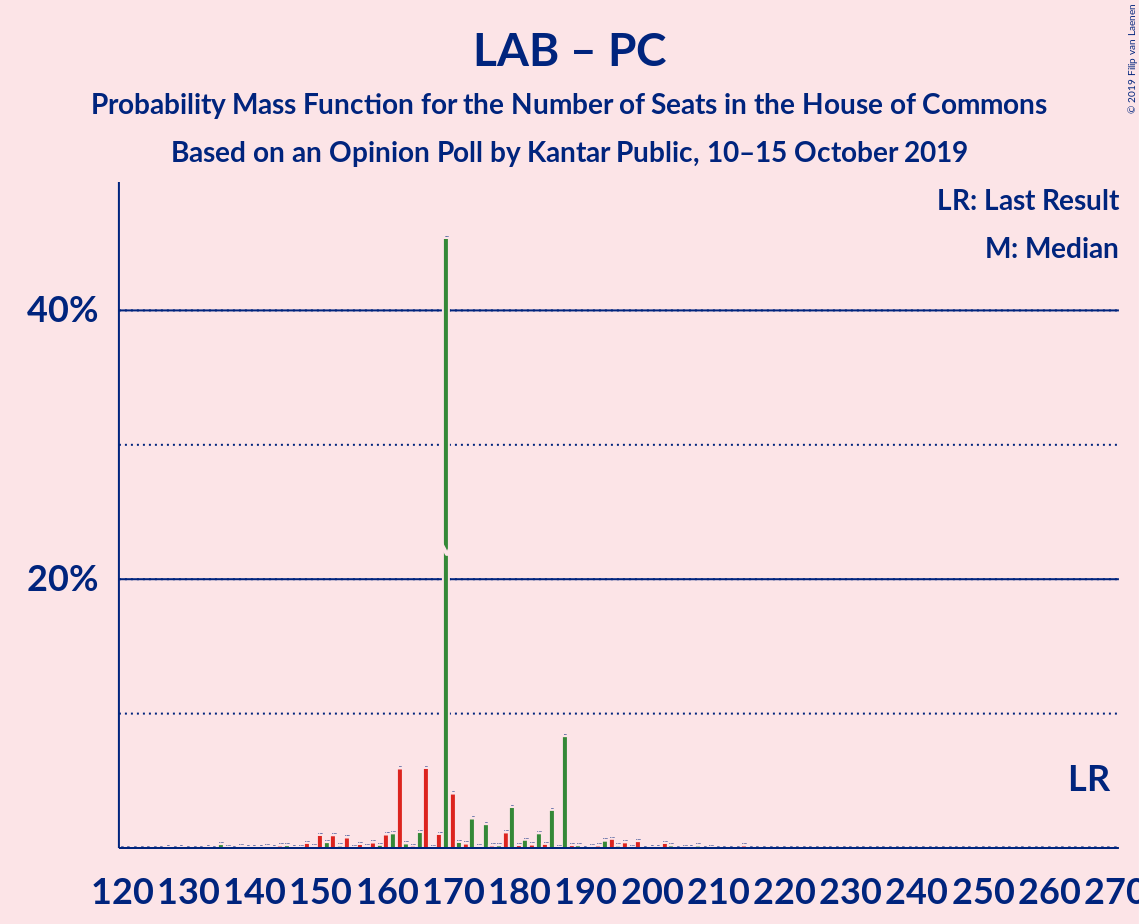 LAB – PC
Probability Mass Function for the Number of Seats in the House of Commons
Based on an Opinion Poll by Kantar Public, 10–15 October 2019
© 2019 Filip van Laenen
LR: Last Result
M: Median
40%
20%
LR
120 130 140 150 160 170 180 190 200 210 220 230 240 250 260 270